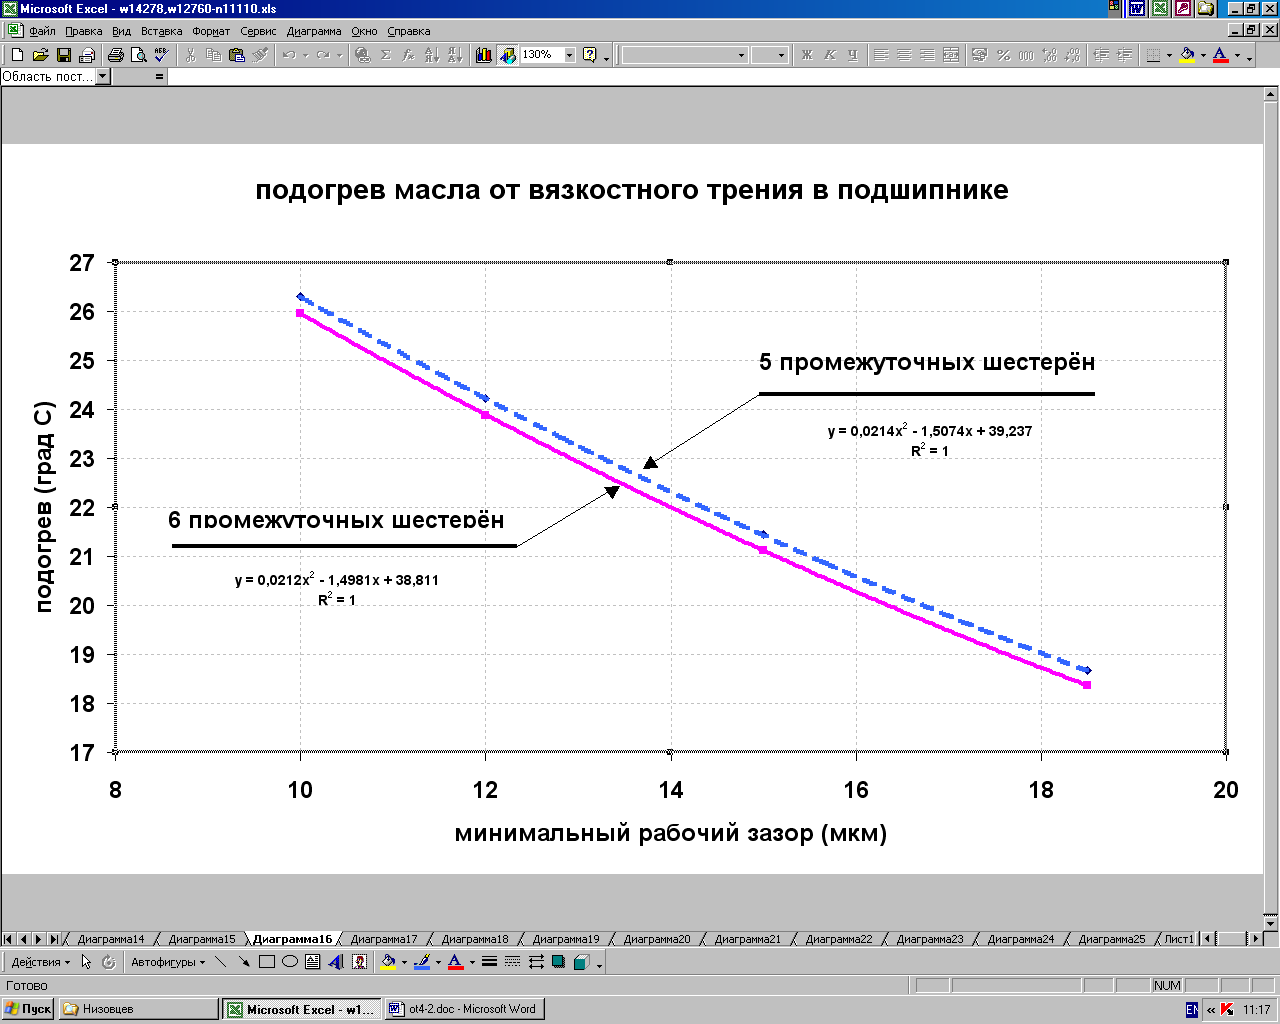 Microsoft Excel - w14278,w12760-n11110.xls
Файл Правка Вид Вставка Формат Сервис Диаграмма Окно Справка
130%
Область пост... =
подогрев масла от вязкостного трения в подшипнике
27
26
25
24
23
22
21
20
19
18
17
подогрев (град С)
5 промежуточных шестерён
y = 0,0214x² - 1,5074x + 39,237
R² = 1
6 промежуточных шестерён
y = 0,0212x² - 1,4981x + 38,811
R² = 1
8 10 12 14 16 18 20
минимальный рабочий зазор (мкм)
Диаграмма14 Диаграмма15 Диаграмма16 Диаграмма17 Диаграмма18 Диаграмма19 Диаграмма20 Диаграмма21 Диаграмма22 Диаграмма23 Диаграмма24 Диаграмма25 Лист1
Действия Автофигуры
Готово NUM
Пуск Низовцев Microsoft Excel - w1... ot4-2.doc - Microsoft Word EN « 11:17